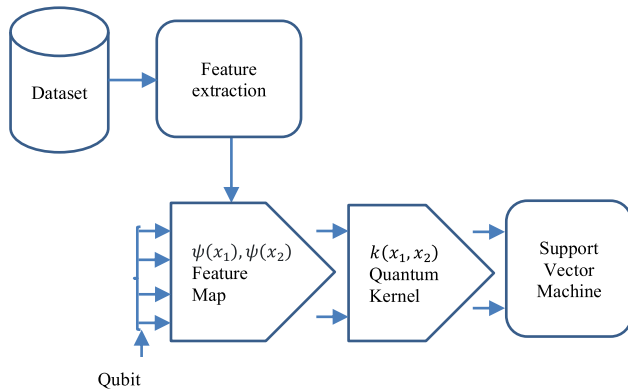 Dataset
Feature
extraction
𝜓(𝑥₁), 𝜓(𝑥₂)
Feature
Map
𝑘(𝑥₁, 𝑥₂)
Quantum
Kernel
Support
Vector
Machine
Qubit